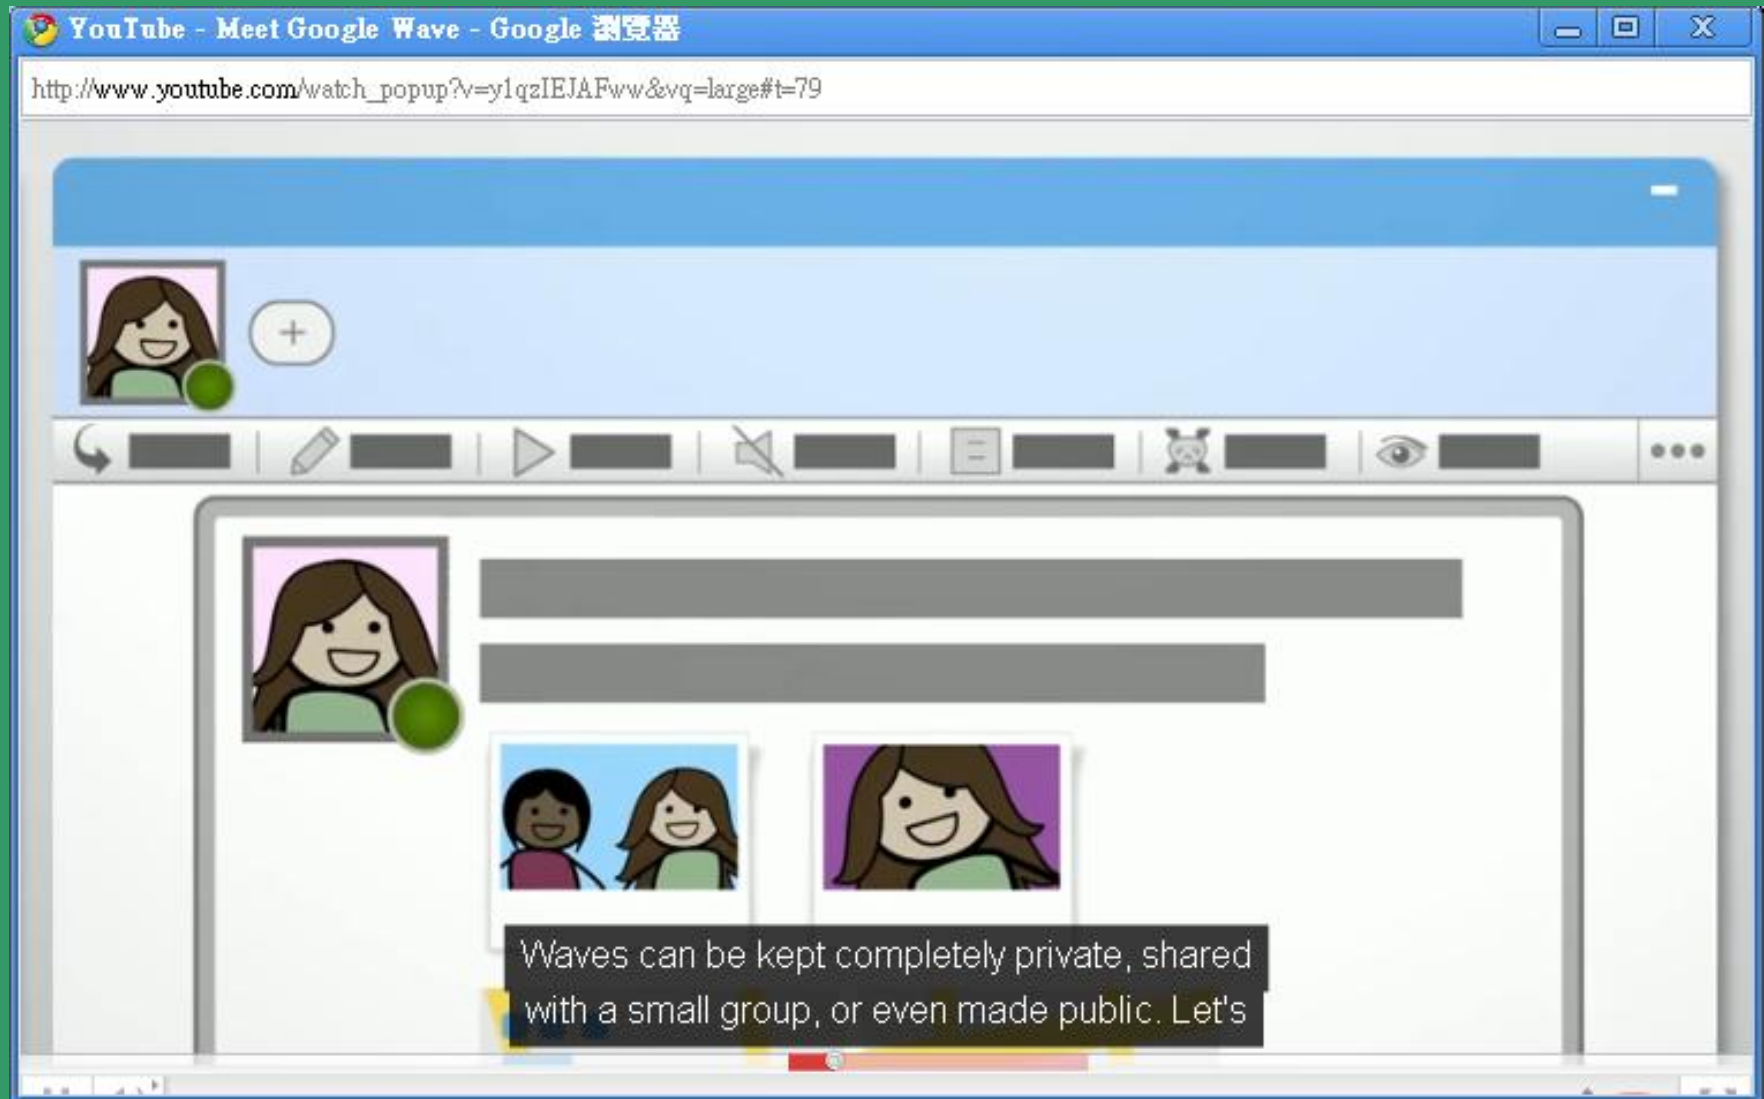 YouTube - Meet Google Wave - Google 瀏覽器
http://www.youtube.com/watch_popup?v=y1qzIEJAFww&vq=large#t=79
Waves can be kept completely private, shared
with a small group, or even made public. Let's